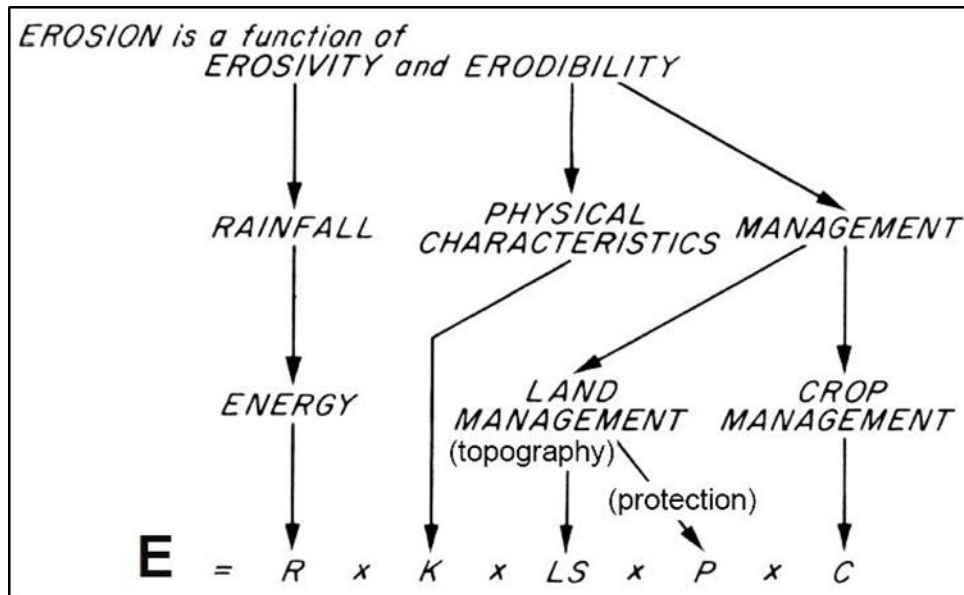 EROSION is a function of
EROSIVITY and ERODIBILITY
RAINFALL
PHYSICAL
CHARACTERISTICS
MANAGEMENT
ENERGY
LAND
MANAGEMENT
(topography)
CROP
MANAGEMENT
(protection)
E = R x K x LS x P x C